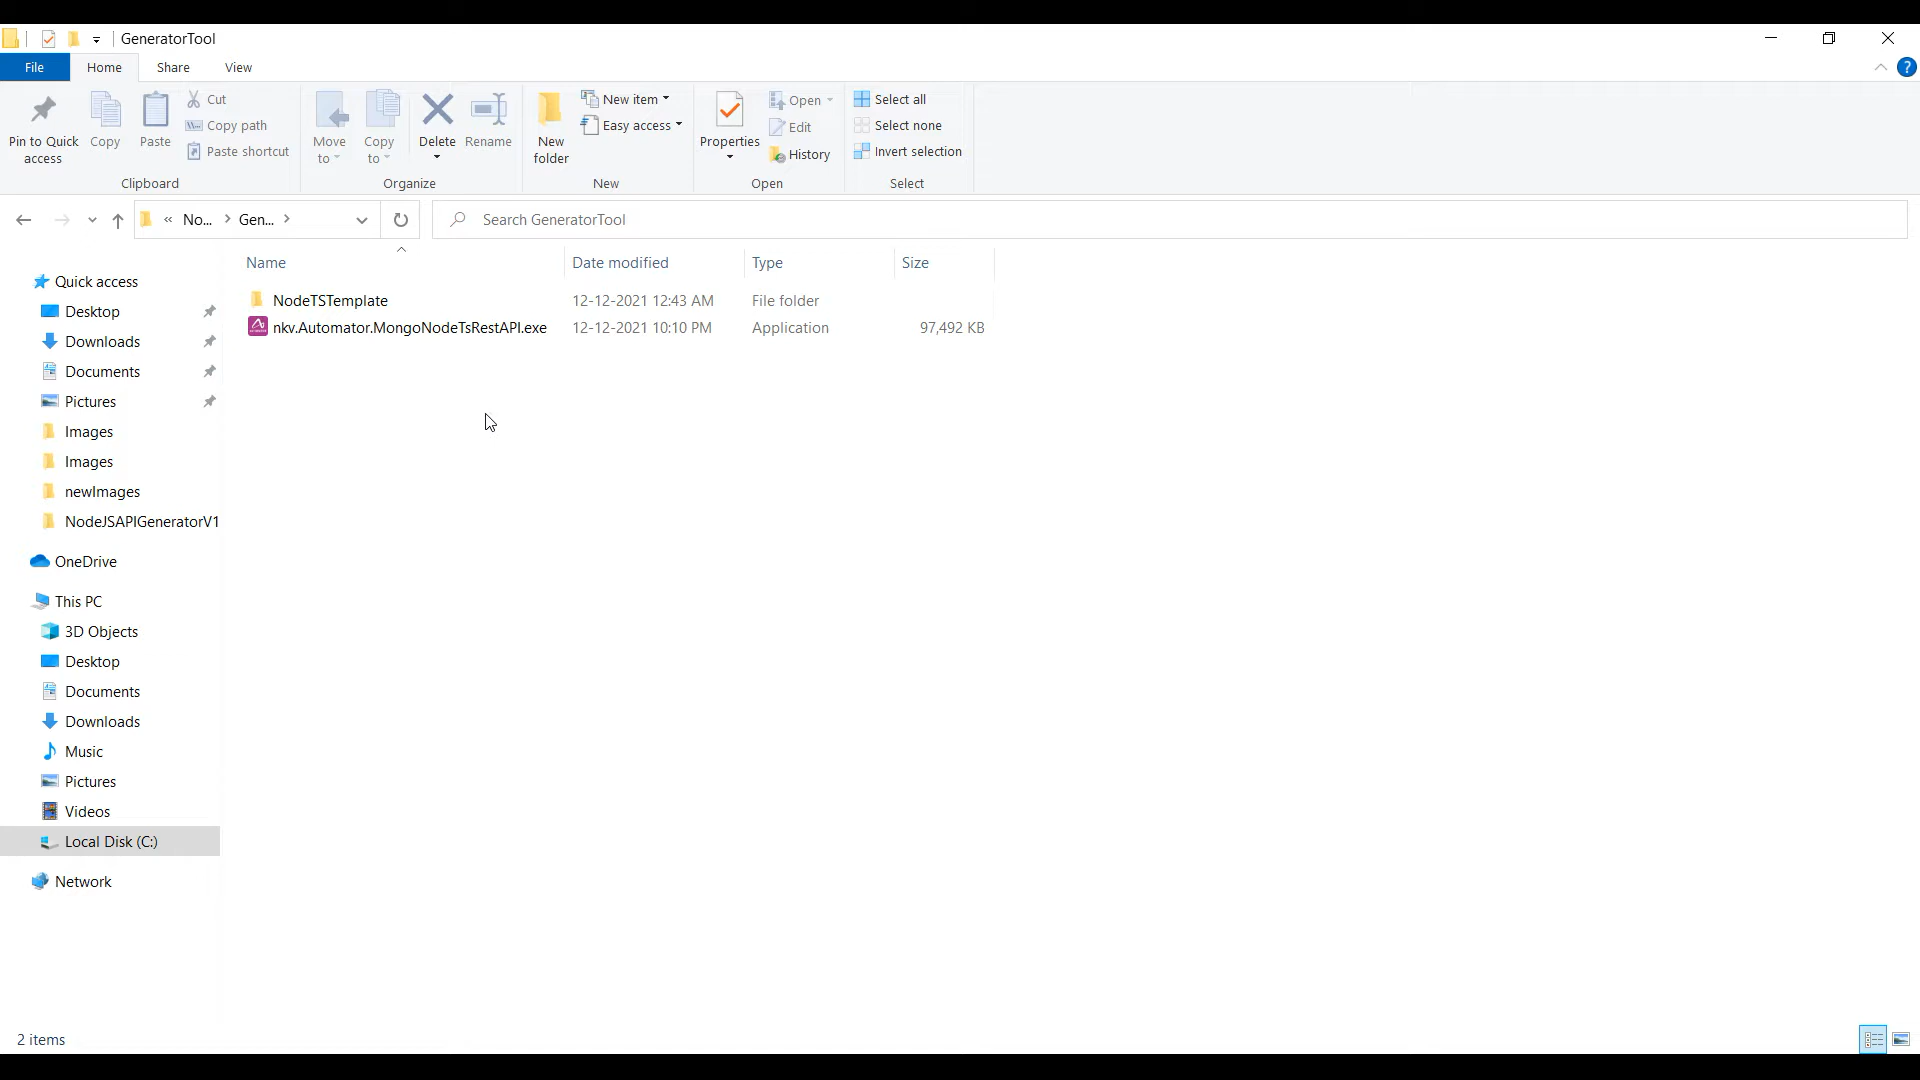 GeneratorTool
File Home Share View
?
Pin to Quick access
Copy
Paste
Cut
Copy path
Paste shortcut
Clipboard
Move to
Copy to
Delete
Rename
Organize
New folder
New item
Easy access
New
Properties
Open
Edit
History
Open
Select all
Select none
Invert selection
Select
« No... > Gen... >
Search GeneratorTool
Name Date modified Type Size
NodeTSTemplate 12-12-2021 12:43 AM File folder
nkv.Automator.MongoNodeTsRestAPI.exe 12-12-2021 10:10 PM Application 97,492 KB
Quick access
Desktop
Downloads
Documents
Pictures
Images
Images
newImages
NodeJSAPIGeneratorV1
OneDrive
This PC
3D Objects
Desktop
Documents
Downloads
Music
Pictures
Videos
Local Disk (C:)
Network
2 items